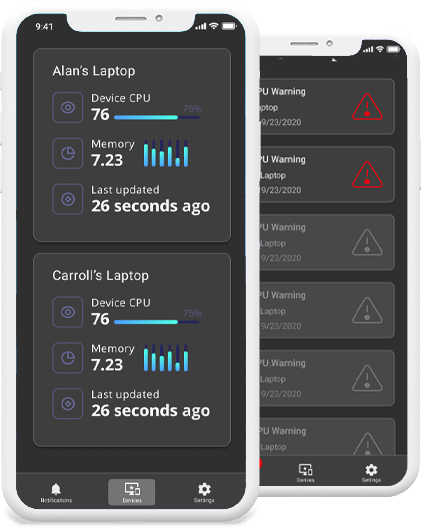 9:41
Alan's Laptop
Device CPU
76
76%
Memory
7.23
Last updated
26 seconds ago
Carroll's Laptop
Device CPU
76
76%
Memory
7.23
Last updated
26 seconds ago
Notifications
Devices
Settings
PU Warning
aptop
9/23/2020
PU Warning
Laptop
9/23/2020
PU Warning
Laptop
9/23/2020
PU Warning
Laptop
9/23/2020
PU Warning
Laptop
9/23/2020
PU Warning
Laptop
Devices
Settings